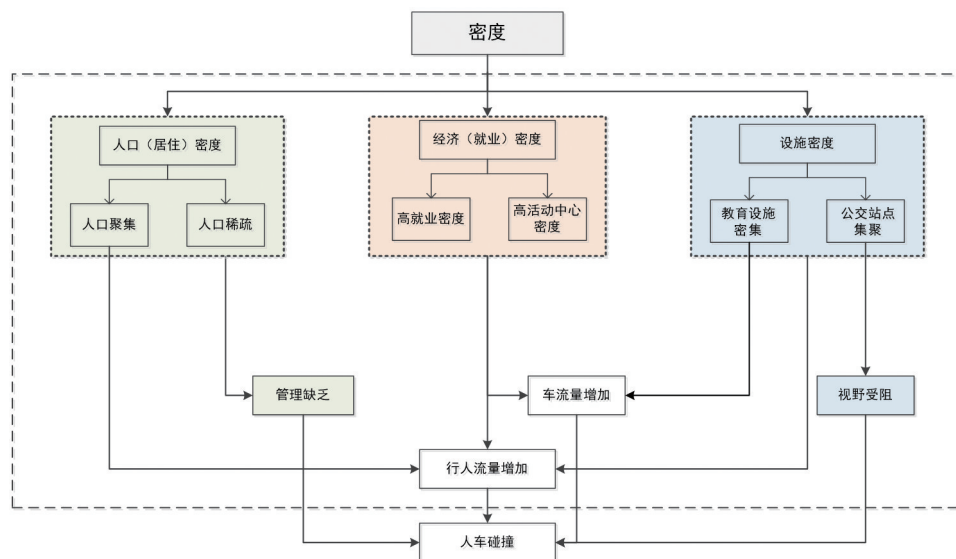 密度
人口（居住）密度
经济（就业）密度
设施密度
人口聚集
人口稀疏
高就业密度
高活动中心
密度
教育设施
密集
公交站点
集聚
管理缺乏
车流量增加
视野受阻
行人流量增加
人车碰撞